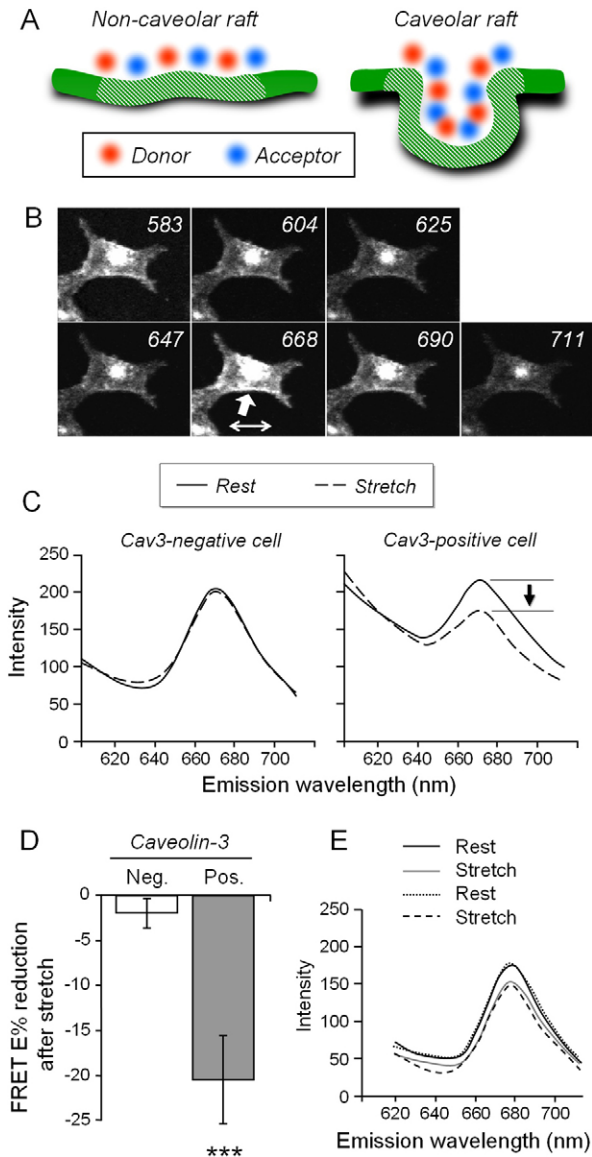 A
Non-caveolar raft
Caveolar raft
Donor
Acceptor
B
583
604
625
647
668
690
711
Rest
Stretch
C
Cav3-negative cell
Cav3-positive cell
Intensity
250
200
150
100
50
0
620 640 660 680 700
620 640 660 680 700
Emission wavelength (nm)
D
Caveolin-3
Neg. Pos.
FRET E% reduction
after stretch
0
-5
-10
-15
-20
-25
***
E
Rest
Stretch
Rest
Stretch
Intensity
250
200
150
100
50
0
620 640 660 680 700
Emission wavelength (nm)